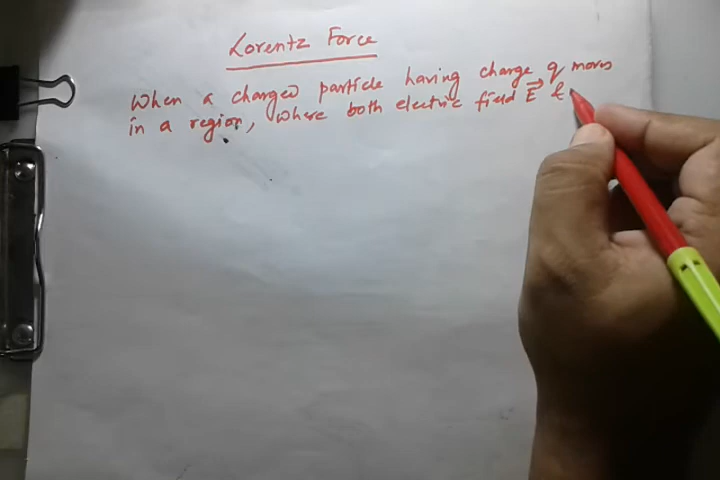 Lorentz Force
When a charged particle having charge q moves
in a region, where both electric field E⃗ &